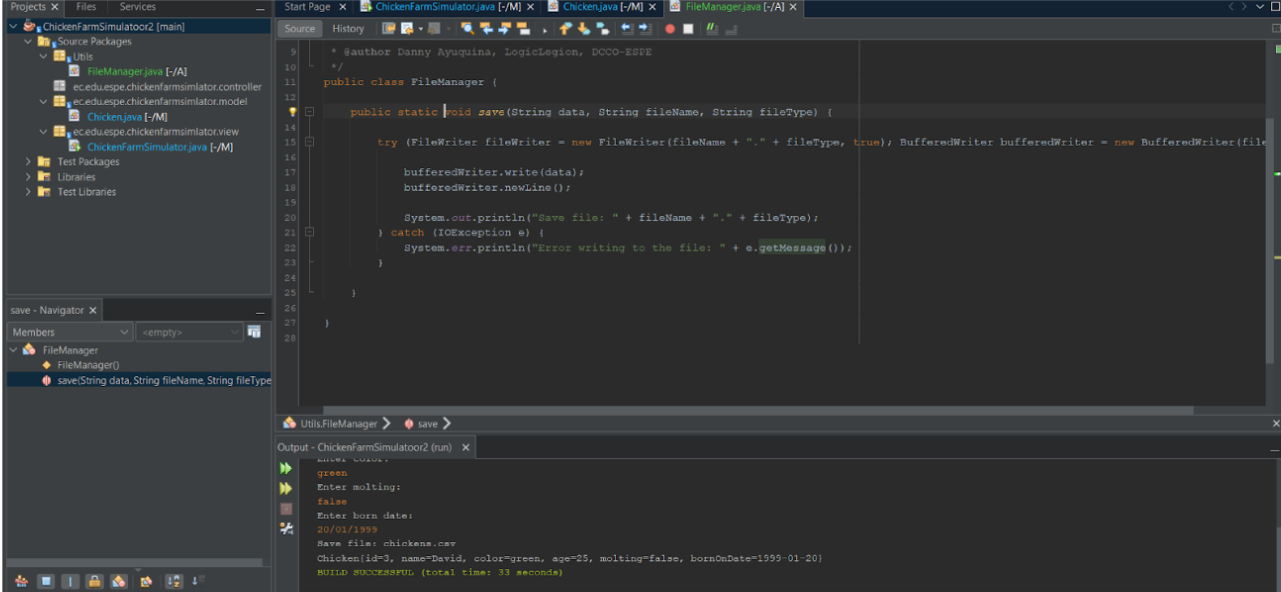 Projects × Files Services
ChickenFarmSimulatoor2 [main]
Source Packages
Utils
FileManager.java [-/A]
ec.edu.espe.chickenfarmsimlator.controller
ec.edu.espe.chickenfarmsimlator.model
Chicken.java [-/M]
ec.edu.espe.chickenfarmsimlator.view
ChickenFarmSimulator.java [-/M]
Test Packages
Libraries
Test Libraries
save - Navigator ×
Members <empty>
FileManager
FileManager()
save(String data, String fileName, String fileType
Start Page × ChickenFarmSimulator.java [-/M] × Chicken.java [-/M] × FileManager.java [-/A] ×
Source History
9 * @author Danny Ayuquina, LogicLegion, DCCO-ESPE
10 */
11 public class FileManager {
12
public static void save(String data, String fileName, String fileType) {
14
15 try (FileWriter fileWriter = new FileWriter(fileName + "." + fileType, true); BufferedWriter bufferedWriter = new BufferedWriter(file
16
17 bufferedWriter.write(data);
18 bufferedWriter.newLine();
19
20 System.out.println("Save file: " + fileName + "." + fileType);
21 } catch (IOException e) {
22 System.err.println("Error writing to the file: " + e.getMessage());
23 }
24
25 }
26
27 }
28
Utils.FileManager save
Output - ChickenFarmSimulatoor2 (run) ×
Enter color:
green
Enter molting:
false
Enter born date:
20/01/1999
Save file: chickens.csv
Chicken{id=3, name=David, color=green, age=25, molting=false, bornOnDate=1999-01-20}
BUILD SUCCESSFUL (total time: 33 seconds)